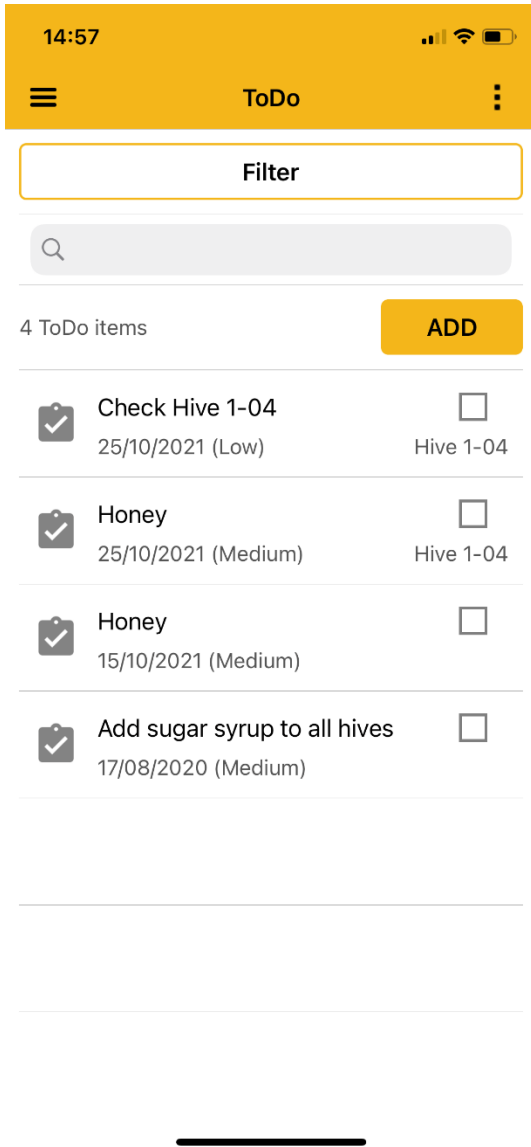 14:57
ToDo
Filter
4 ToDo items
ADD
Check Hive 1-04
25/10/2021 (Low)
Hive 1-04
Honey
25/10/2021 (Medium)
Hive 1-04
Honey
15/10/2021 (Medium)
Add sugar syrup to all hives
17/08/2020 (Medium)